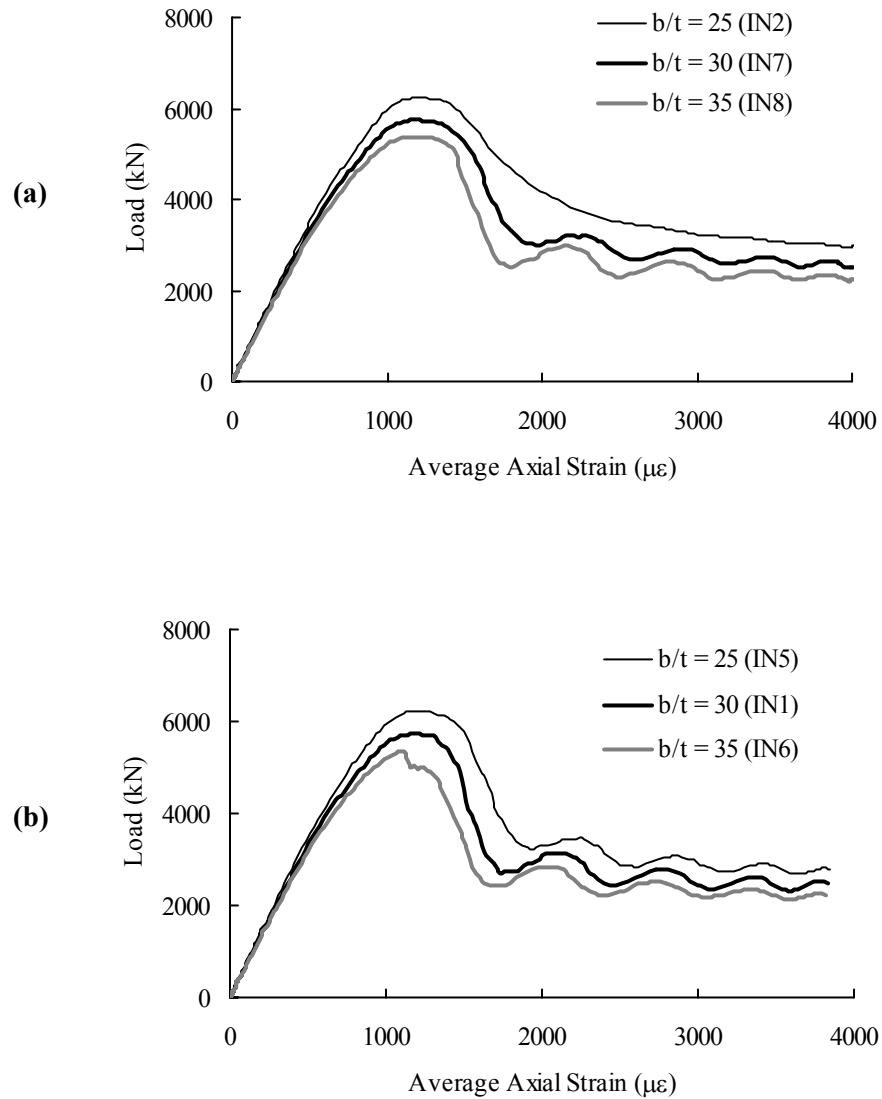 8000
b/t = 25 (IN2)
b/t = 30 (IN7)
6000
b/t = 35 (IN8)
(a)
Load (kN)
4000
2000
0
0 1000 2000 3000 4000
Average Axial Strain (με)
8000
b/t = 25 (IN5)
6000
b/t = 30 (IN1)
b/t = 35 (IN6)
(b)
Load (kN)
4000
2000
0
0 1000 2000 3000 4000
Average Axial Strain (με)